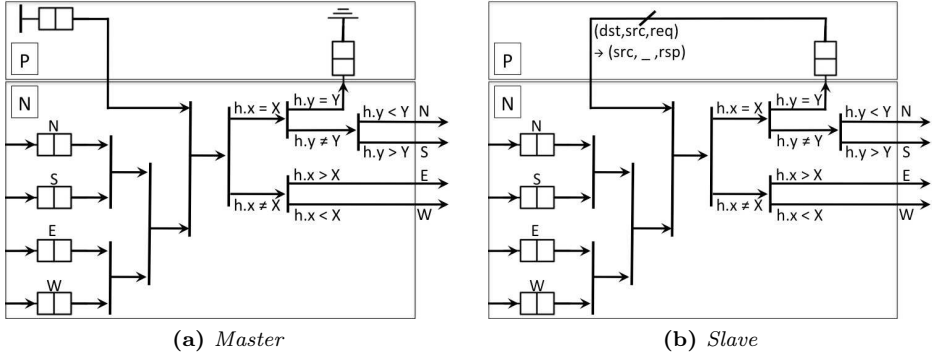 P
N
N
S
E
W
h.x = X
h.x ≠ X
h.y = Y
h.y ≠ Y
h.y < Y
N
h.y > Y
S
h.x > X
E
h.x < X
W
(a) Master
(dst,src,req)
→ (src, _ ,rsp)
P
N
N
S
E
W
h.x = X
h.x ≠ X
h.y = Y
h.y ≠ Y
h.y < Y
N
h.y > Y
S
h.x > X
E
h.x < X
W
(b) Slave